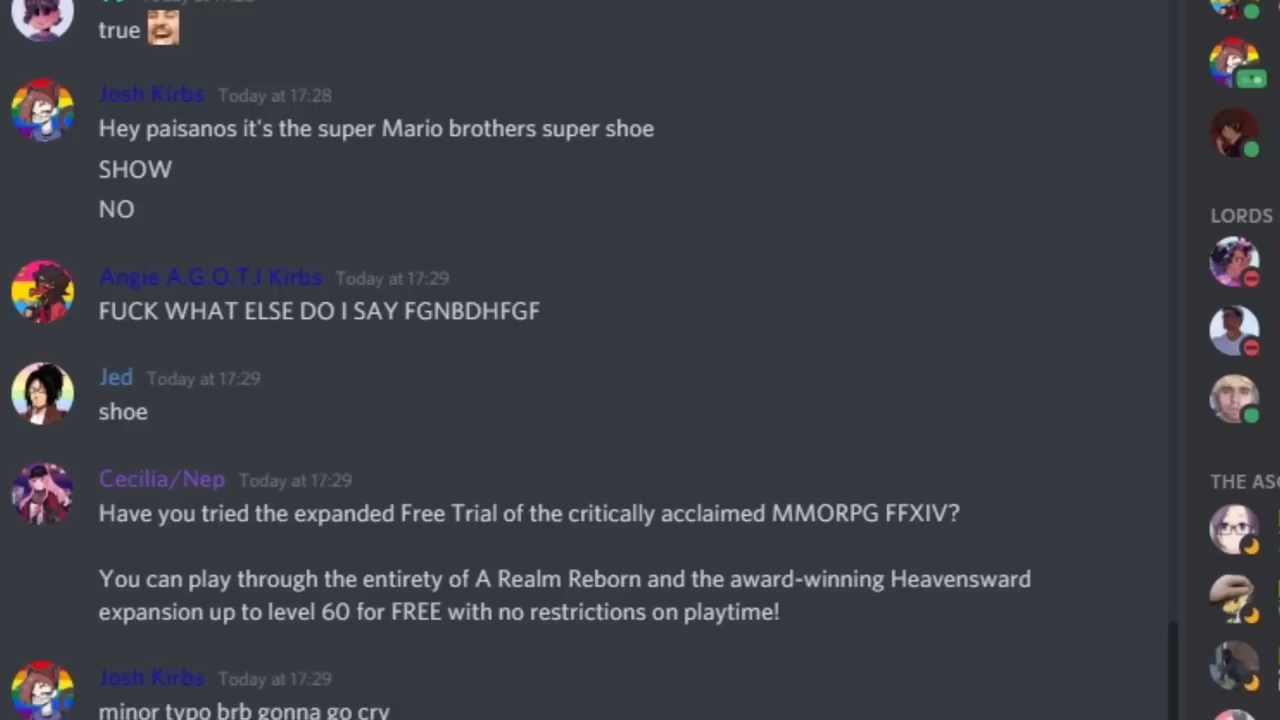 true
Josh Kirbs Today at 17:28
Hey paisanos it's the super Mario brothers super shoe
SHOW
NO
LORDS
Angie A.G.O.T.I Kirbs Today at 17:29
FUCK WHAT ELSE DO I SAY FGNBDHFGF
Jed Today at 17:29
shoe
Cecilia/Nep Today at 17:29
THE ASC
Have you tried the expanded Free Trial of the critically acclaimed MMORPG FFXIV?
You can play through the entirety of A Realm Reborn and the award-winning Heavensward
expansion up to level 60 for FREE with no restrictions on playtime!
Josh Kirbs Today at 17:29
minor typo brb gonna go cry